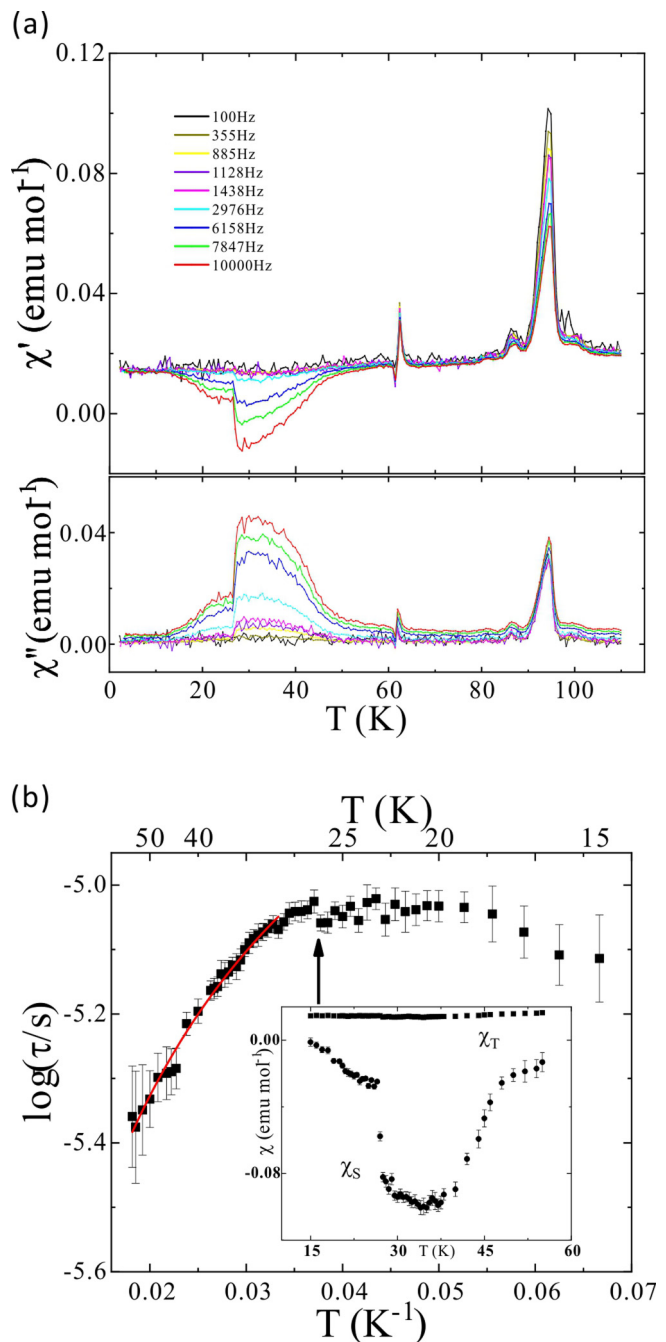 (a)
0.12
0.08
0.04
0.00
χ' (emu mol⁻¹)
100Hz
355Hz
885Hz
1128Hz
1438Hz
2976Hz
6158Hz
7847Hz
10000Hz
0.04
0.00
χ" (emu mol⁻¹)
0 20 40 60 80 100
T (K)
(b)
T (K)
50 40 25 20 15
-5.0
-5.2
-5.4
-5.6
log(τ/s)
0.00
-0.08
χ (emu mol⁻¹)
χT
χS
15 30 T (K) 45 60
0.02 0.03 0.04 0.05 0.06 0.07
T (K⁻¹)